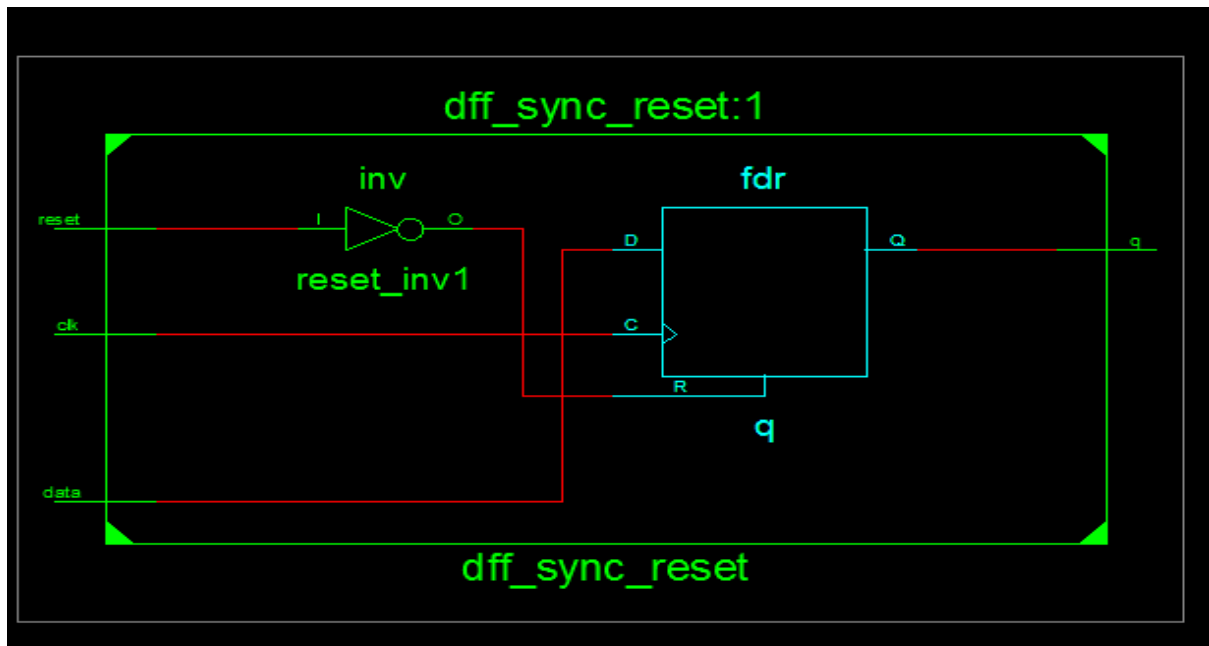 dff_sync_reset:1
inv
fdr
reset
I
O
D
Q
q
reset_inv1
clk
C
R
q
data
dff_sync_reset